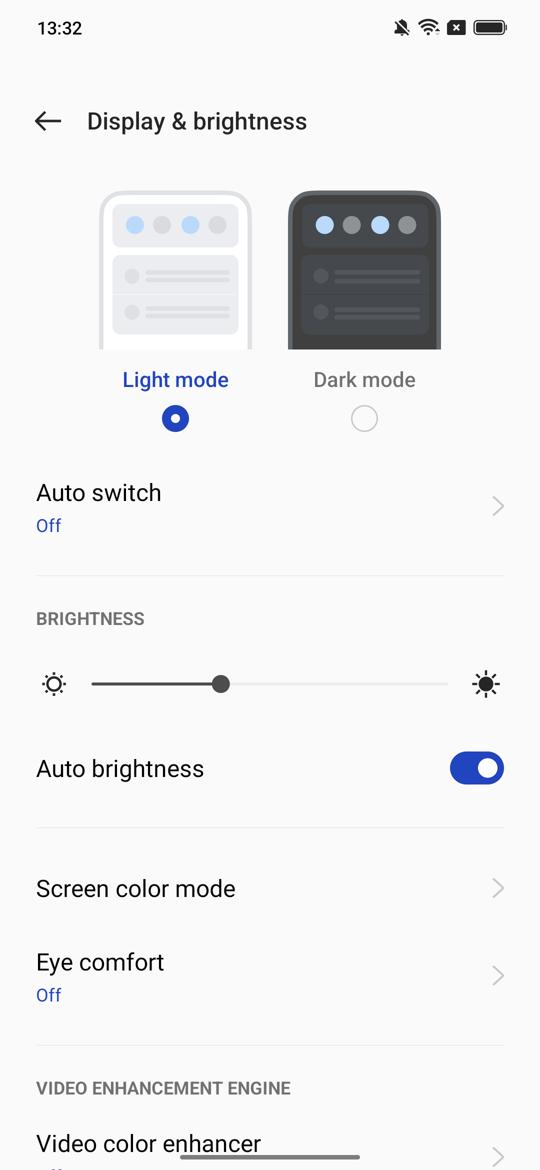 13:32
Display & brightness
Light mode
Dark mode
Auto switch
Off
BRIGHTNESS
Auto brightness
Screen color mode
Eye comfort
Off
VIDEO ENHANCEMENT ENGINE
Video color enhancer